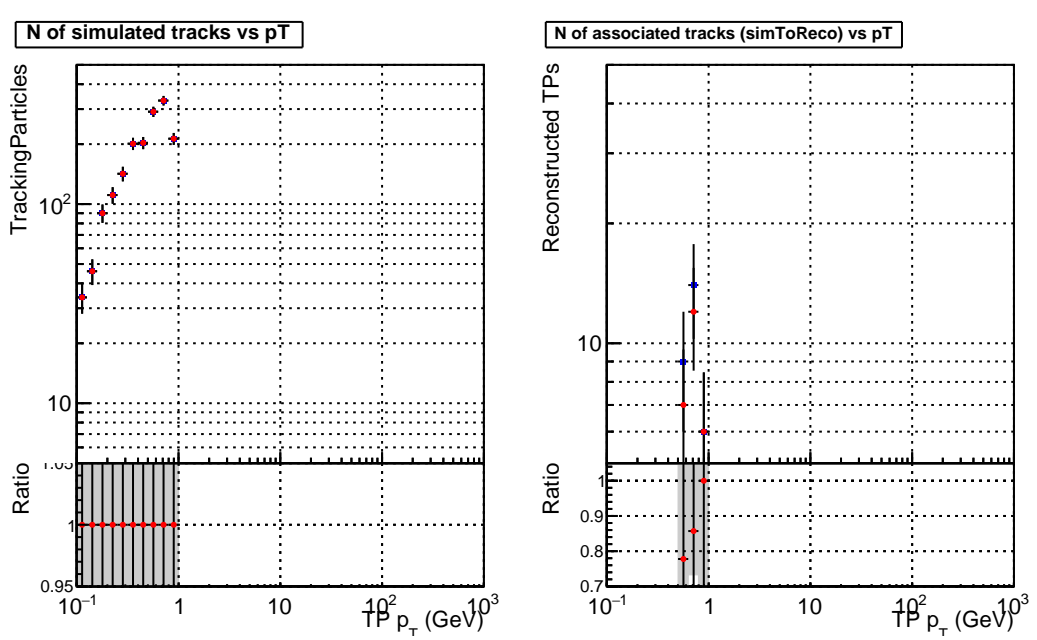 N of simulated tracks vs pT
TrackingParticles
10²
10
Ratio
1.05
1
0.95
10⁻¹ 1 10 10² 10³
TP p_T (GeV)
N of associated tracks (simToReco) vs pT
Reconstructed TPs
10
Ratio
1
0.9
0.8
0.7
10⁻¹ 1 10 10² 10³
TP p_T (GeV)